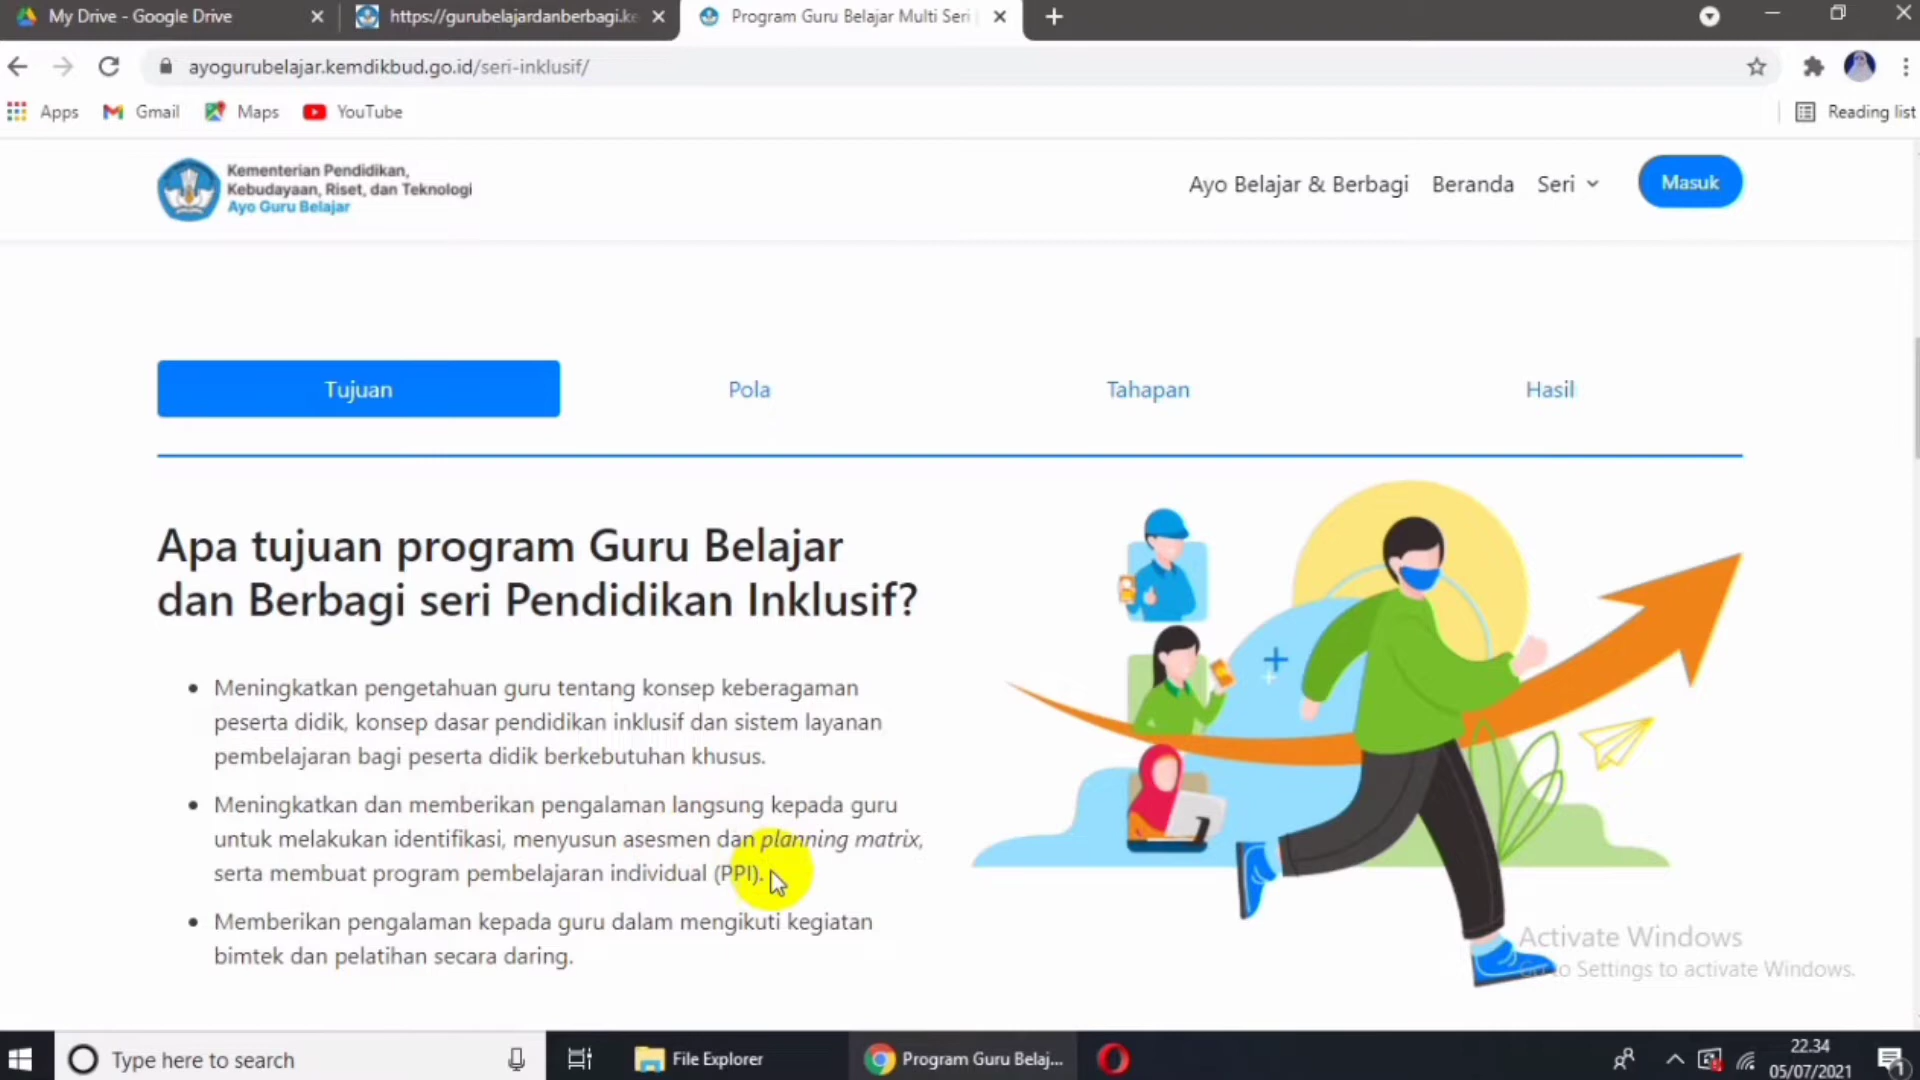 My Drive - Google Drive
https://gurubelajardanberbagi.ke
Program Guru Belajar Multi Seri
ayogurubelajar.kemdikbud.go.id/seri-inklusif/
Apps
Gmail
Maps
YouTube
Reading list
Kementerian Pendidikan,
Kebudayaan, Riset, dan Teknologi
Ayo Guru Belajar
Ayo Belajar & Berbagi
Beranda
Seri
Masuk
Tujuan
Pola
Tahapan
Hasil
Apa tujuan program Guru Belajar
dan Berbagi seri Pendidikan Inklusif?
Meningkatkan pengetahuan guru tentang konsep keberagaman
peserta didik, konsep dasar pendidikan inklusif dan sistem layanan
pembelajaran bagi peserta didik berkebutuhan khusus.
Meningkatkan dan memberikan pengalaman langsung kepada guru
untuk melakukan identifikasi, menyusun asesmen dan planning matrix,
serta membuat program pembelajaran individual (PPI).
Memberikan pengalaman kepada guru dalam mengikuti kegiatan
bimtek dan pelatihan secara daring.
Activate Windows
Go to Settings to activate Windows.
Type here to search
File Explorer
Program Guru Belaj...
22.34
05/07/2021
1